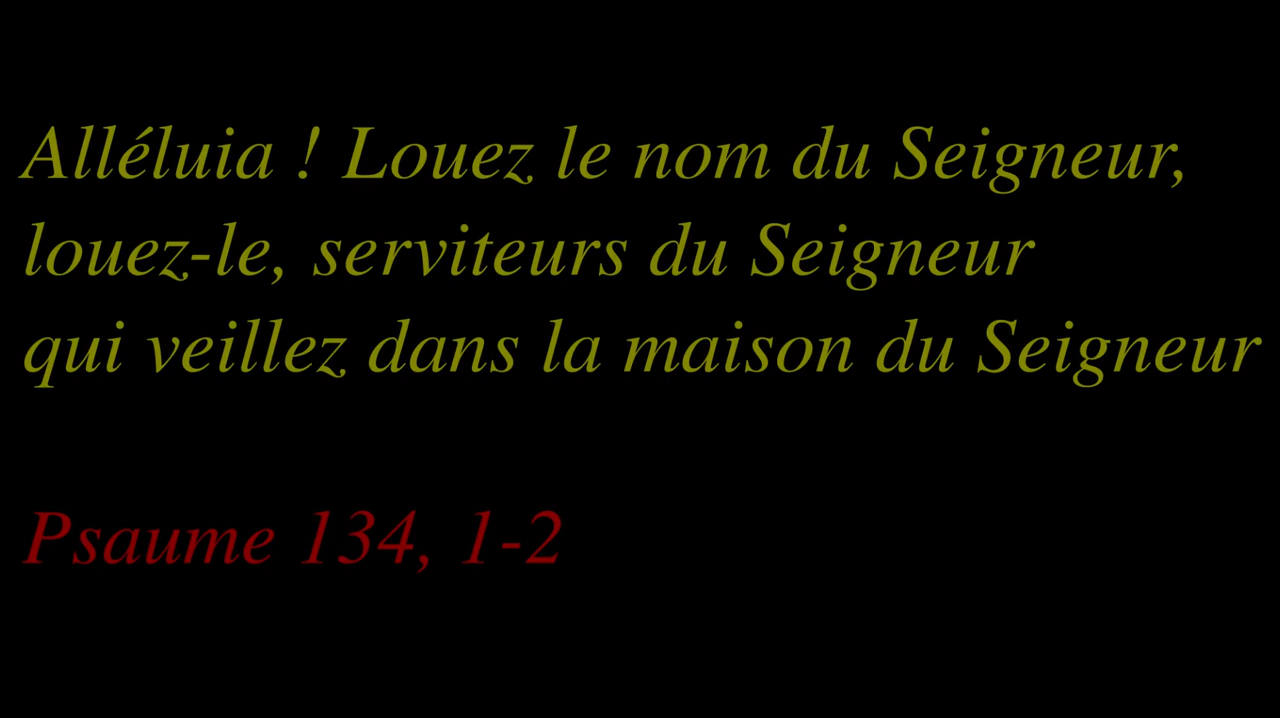 Alléluia ! Louez le nom du Seigneur,
louez-le, serviteurs du Seigneur
qui veillez dans la maison du Seigneur
Psaume 134, 1-2